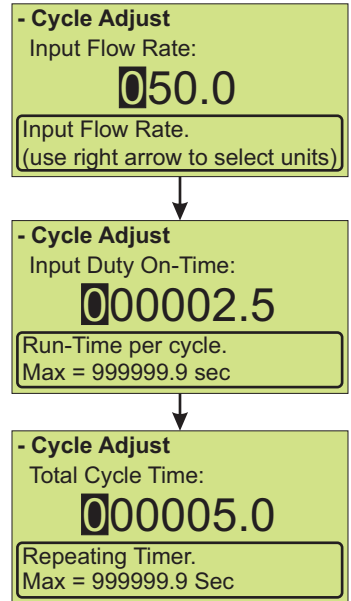 - Cycle Adjust
Input Flow Rate:
050.0
Input Flow Rate.
(use right arrow to select units)
- Cycle Adjust
Input Duty On-Time:
000002.5
Run-Time per cycle.
Max = 999999.9 sec
- Cycle Adjust
Total Cycle Time:
000005.0
Repeating Timer.
Max = 999999.9 Sec